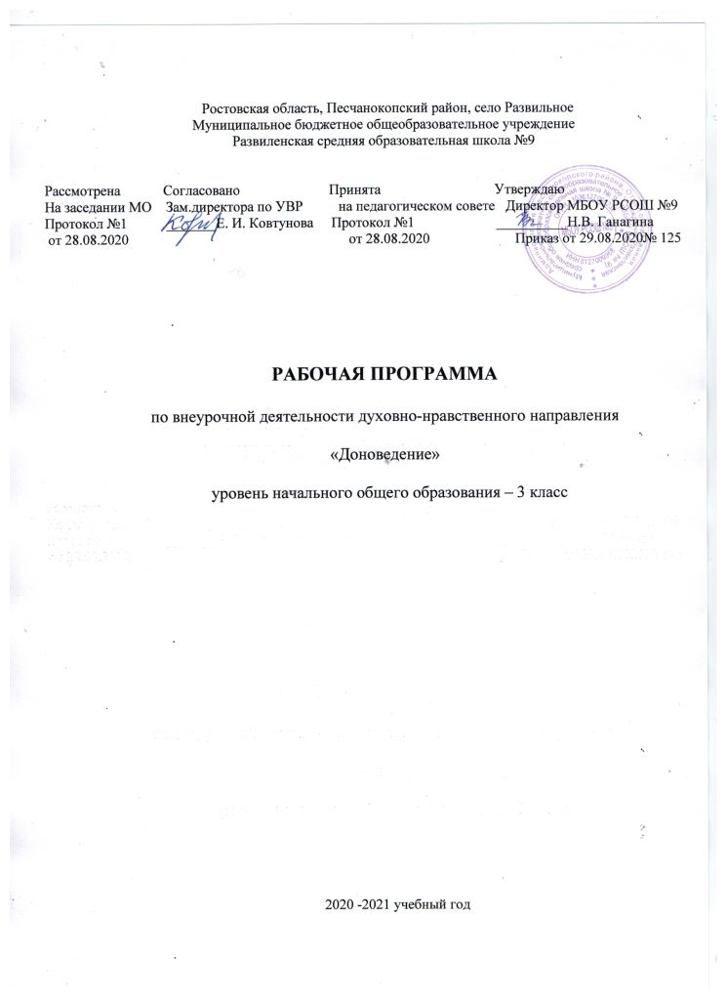 Ростовская область, Песчанокопский район, село Развильное
Муниципальное бюджетное общеобразовательное учреждение
Развиленская средняя образовательная школа №9
Рассмотрена Согласовано Принята Утверждаю
На заседании МО Зам.директора по УВР на педагогическом совете Директор МБОУ РСОШ №9
Протокол №1 Е. И. Ковтунова Протокол №1 Н.В. Ганагина
от 28.08.2020 от 28.08.2020 Приказ от 29.08.2020№ 125
РАБОЧАЯ ПРОГРАММА
по внеурочной деятельности духовно-нравственного направления
«Доноведение»
уровень начального общего образования – 3 класс
2020 -2021 учебный год